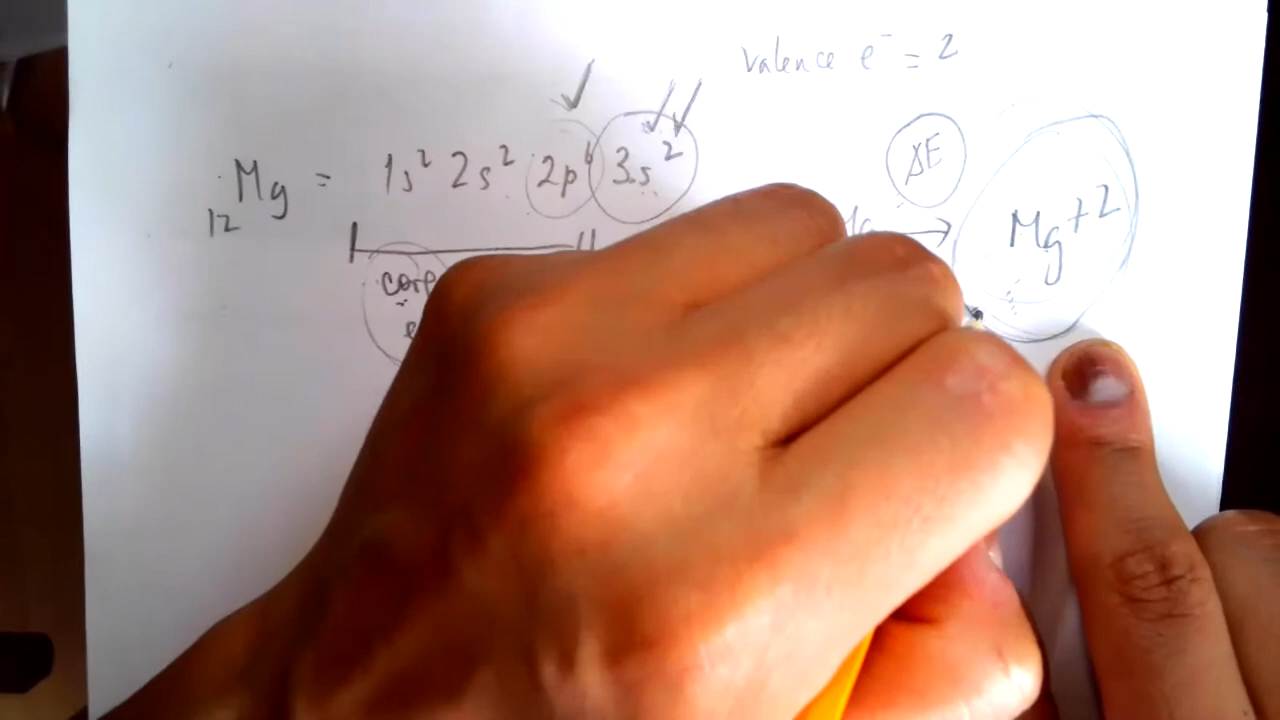 valence e⁻ = 2
₁₂Mg = 1s² 2s² 2p⁶ 3s²
ΔE
→ Mg⁺²
core
e